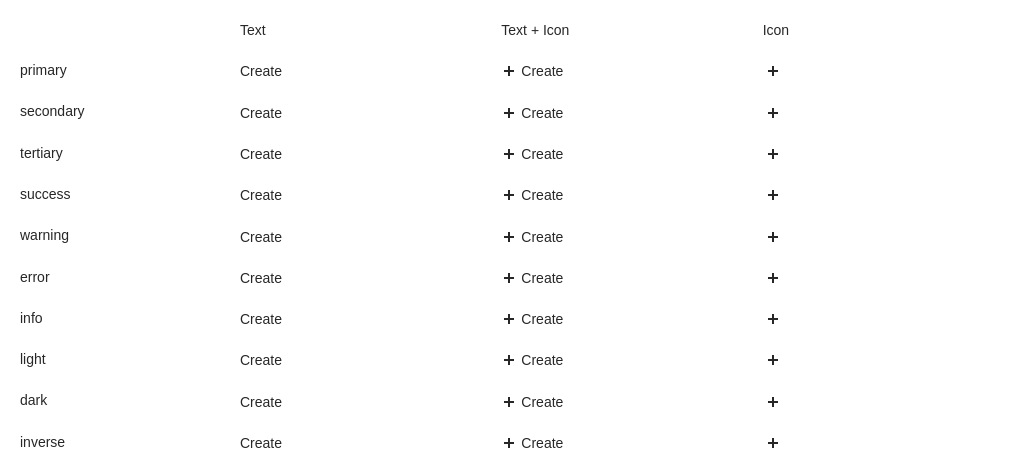 Text Text + Icon Icon
primary Create Create
secondary Create Create
tertiary Create Create
success Create Create
warning Create Create
error Create Create
info Create Create
light Create Create
dark Create Create
inverse Create Create